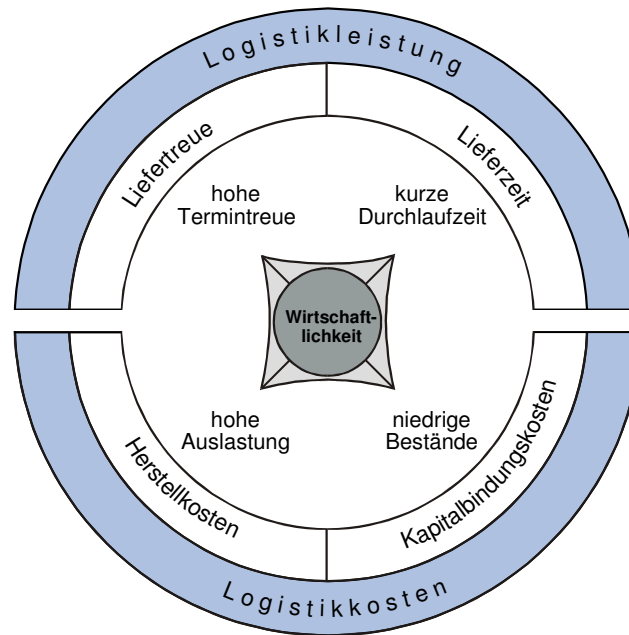 Logistikleistung
Liefertreue
Lieferzeit
hohe
Termintreue
kurze
Durchlaufzeit
Wirtschaft-
lichkeit
hohe
Auslastung
niedrige
Bestände
Herstellkosten
Kapitalbindungskosten
Logistikkosten